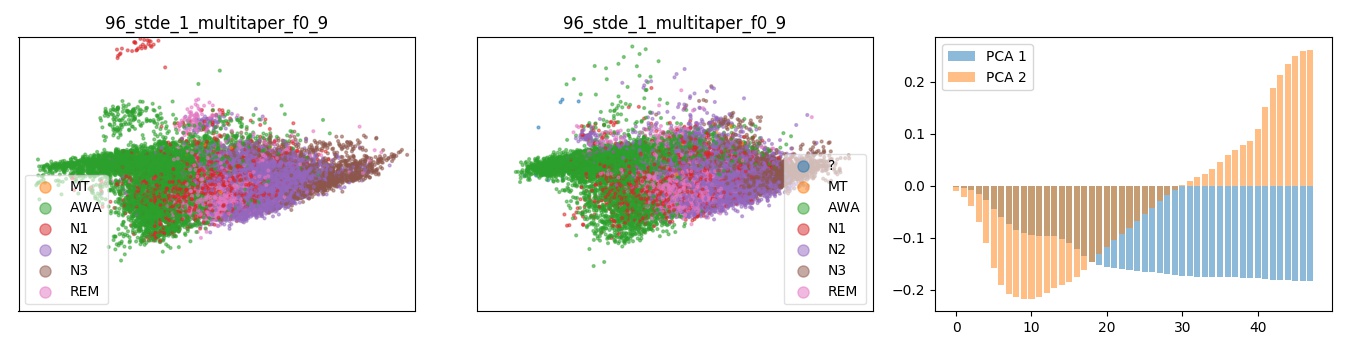 96_stde_1_multitaper_f0_9
MT
AWA
N1
N2
N3
REM
96_stde_1_multitaper_f0_9
?
MT
AWA
N1
N2
N3
REM
PCA 1
PCA 2
0.2
0.1
0.0
−0.1
−0.2
0 10 20 30 40